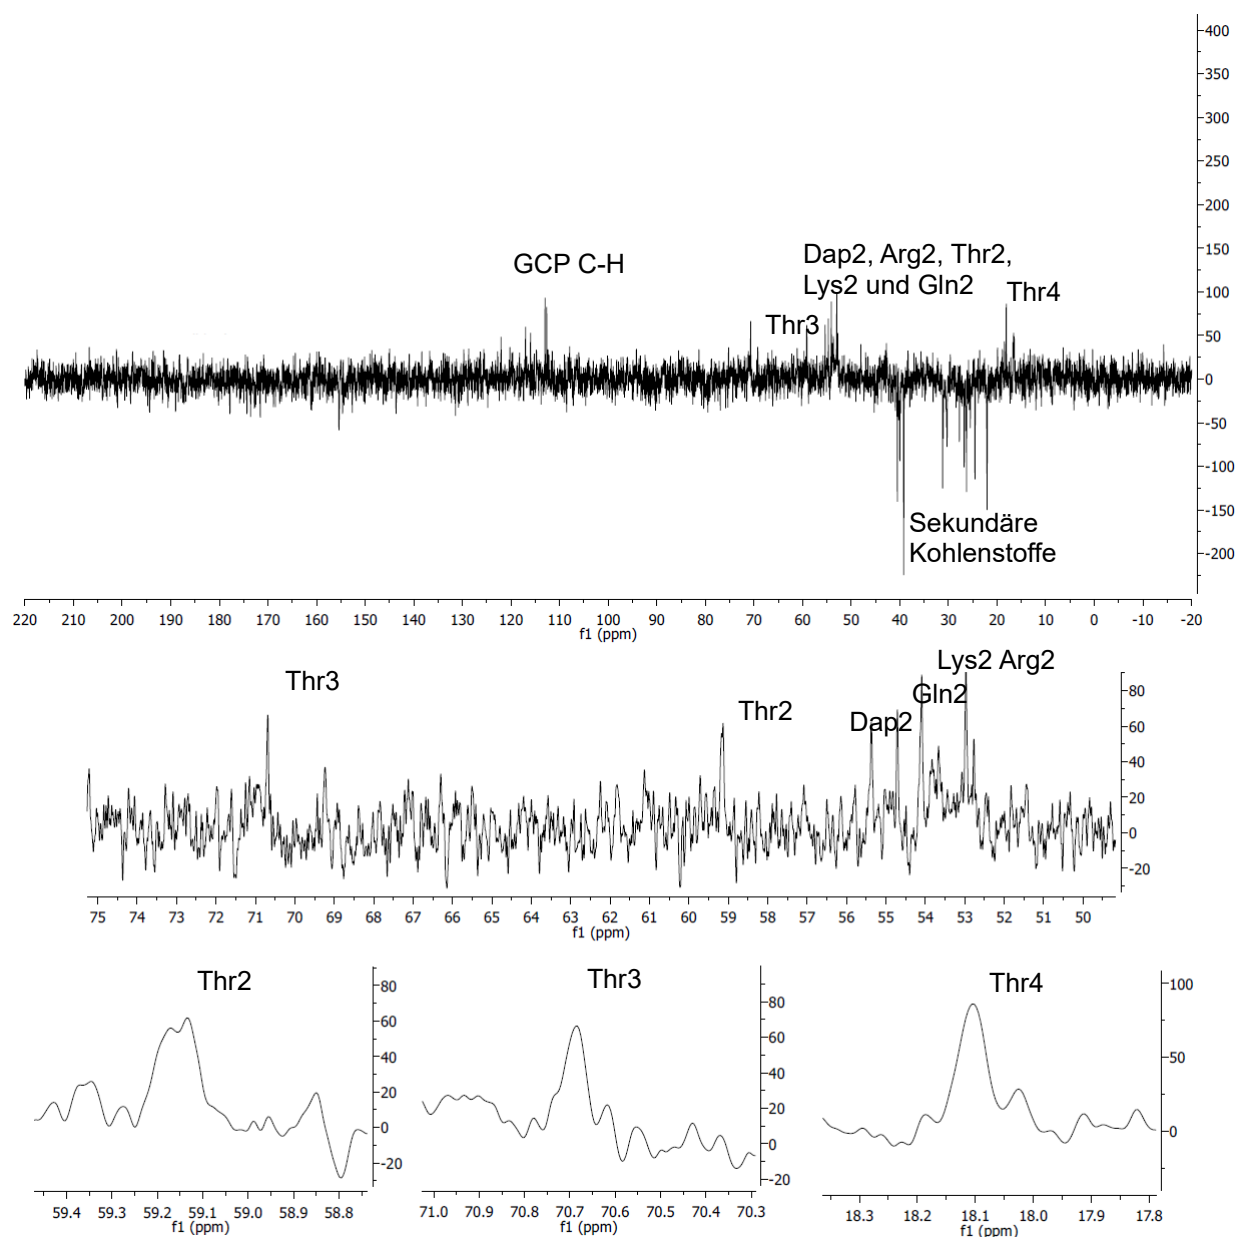 400
350
300
250
200
150
100
50
0
-50
-100
-150
-200
GCP C-H
Dap2, Arg2, Thr2,
Lys2 und Gln2
Thr3
Thr4
Sekundäre
Kohlenstoffe
220 210 200 190 180 170 160 150 140 130 120 110 100 90 80 70 60 50 40 30 20 10 0 -10 -20
f1 (ppm)
Thr3
Thr2
Dap2
Gln2
Lys2 Arg2
80
60
40
20
0
-20
75 74 73 72 71 70 69 68 67 66 65 64 63 62 61 60 59 58 57 56 55 54 53 52 51 50
f1 (ppm)
Thr2
80
60
40
20
0
-20
59.4 59.3 59.2 59.1 59.0 58.9 58.8
f1 (ppm)
Thr3
80
60
40
20
0
-20
71.0 70.9 70.8 70.7 70.6 70.5 70.4 70.3
f1 (ppm)
Thr4
100
50
0
18.3 18.2 18.1 18.0 17.9 17.8
f1 (ppm)